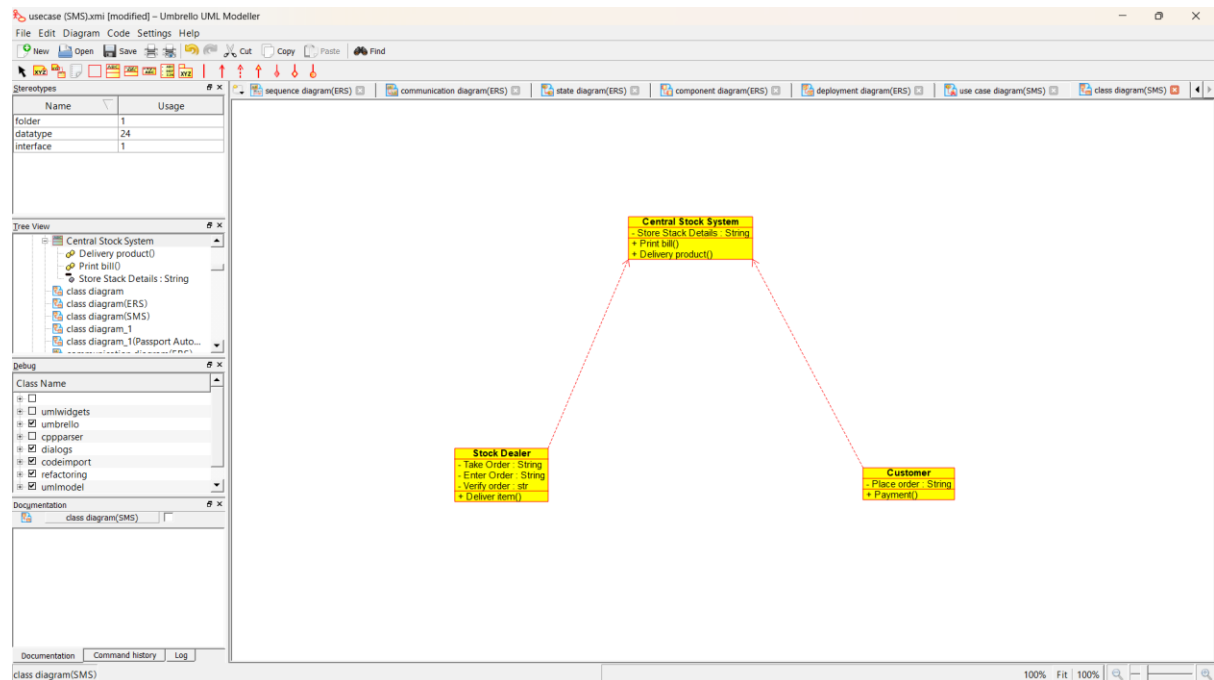 usecase (SMS).xmi [modified] – Umbrello UML Modeller
File Edit Diagram Code Settings Help
New Open Save Cut Copy Paste Find
Stereotypes
sequence diagram(ERS) communication diagram(ERS) state diagram(ERS) component diagram(ERS) deployment diagram(ERS) use case diagram(SMS) class diagram(SMS)
Name Usage
folder 1
datatype 24
interface 1
Tree View
Central Stock System
Delivery product()
Print bill()
Store Stack Details : String
class diagram
class diagram(ERS)
class diagram(SMS)
class diagram_1
class diagram_1(Passport Auto...
communication diagram(ERS)
Debug
Class Name
umlwidgets
umbrello
cppparser
dialogs
codeimport
refactoring
umlmodel
Documentation
class diagram(SMS)
Central Stock System
- Store Stack Details : String
+ Print bill()
+ Delivery product()
Stock Dealer
- Take Order : String
- Enter Order : String
- Verify order : str
+ Deliver item()
Customer
- Place order : String
+ Payment()
Documentation Command history Log
class diagram(SMS)
100% Fit 100%